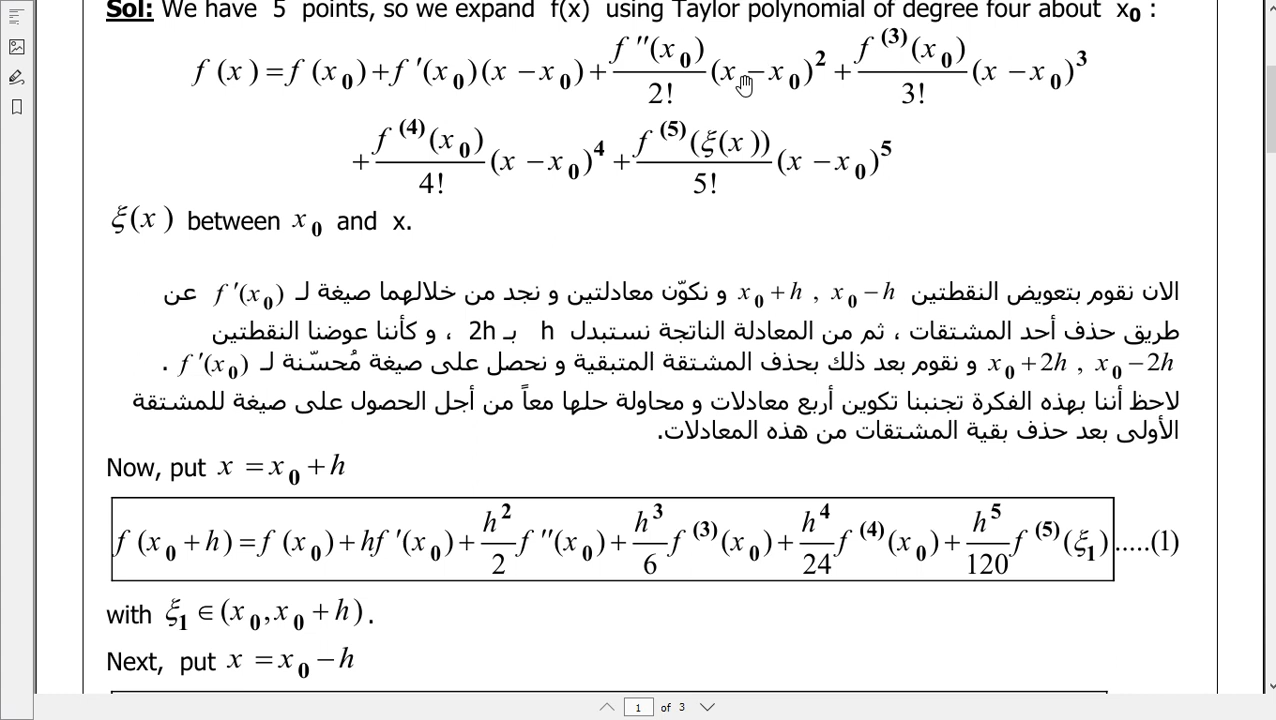 Sol: We have 5 points, so we expand f(x) using Taylor polynomial of degree four about x₀ :
f (x) = f (x₀) + f ′(x₀)(x − x₀) + f ″(x₀)/2! (x − x₀)² + f ⁽³⁾(x₀)/3! (x − x₀)³
+ f ⁽⁴⁾(x₀)/4! (x − x₀)⁴ + f ⁽⁵⁾(ξ(x))/5! (x − x₀)⁵
ξ(x) between x₀ and x.
الان نقوم بتعويض النقطتين x₀ + h , x₀ − h و نكوّن معادلتين و نجد من خلالهما صيغة لـ f ′(x₀) عن
طريق حذف أحد المشتقات ، ثم من المعادلة الناتجة نستبدل h بـ 2h ، و كأننا عوضنا النقطتين
x₀ + 2h , x₀ − 2h و نقوم بعد ذلك بحذف المشتقة المتبقية و نحصل على صيغة مُحسّنة لـ f ′(x₀) .
لاحظ أننا بهذه الفكرة تجنبنا تكوين أربع معادلات و محاولة حلها معاً من أجل الحصول على صيغة للمشتقة
الأولى بعد حذف بقية المشتقات من هذه المعادلات.
Now, put x = x₀ + h
f (x₀ + h) = f (x₀) + hf ′(x₀) + h²/2 f ″(x₀) + h³/6 f ⁽³⁾(x₀) + h⁴/24 f ⁽⁴⁾(x₀) + h⁵/120 f ⁽⁵⁾(ξ₁) .....(1)
with ξ₁ ∈ (x₀, x₀ + h).
Next, put x = x₀ − h
1 of 3